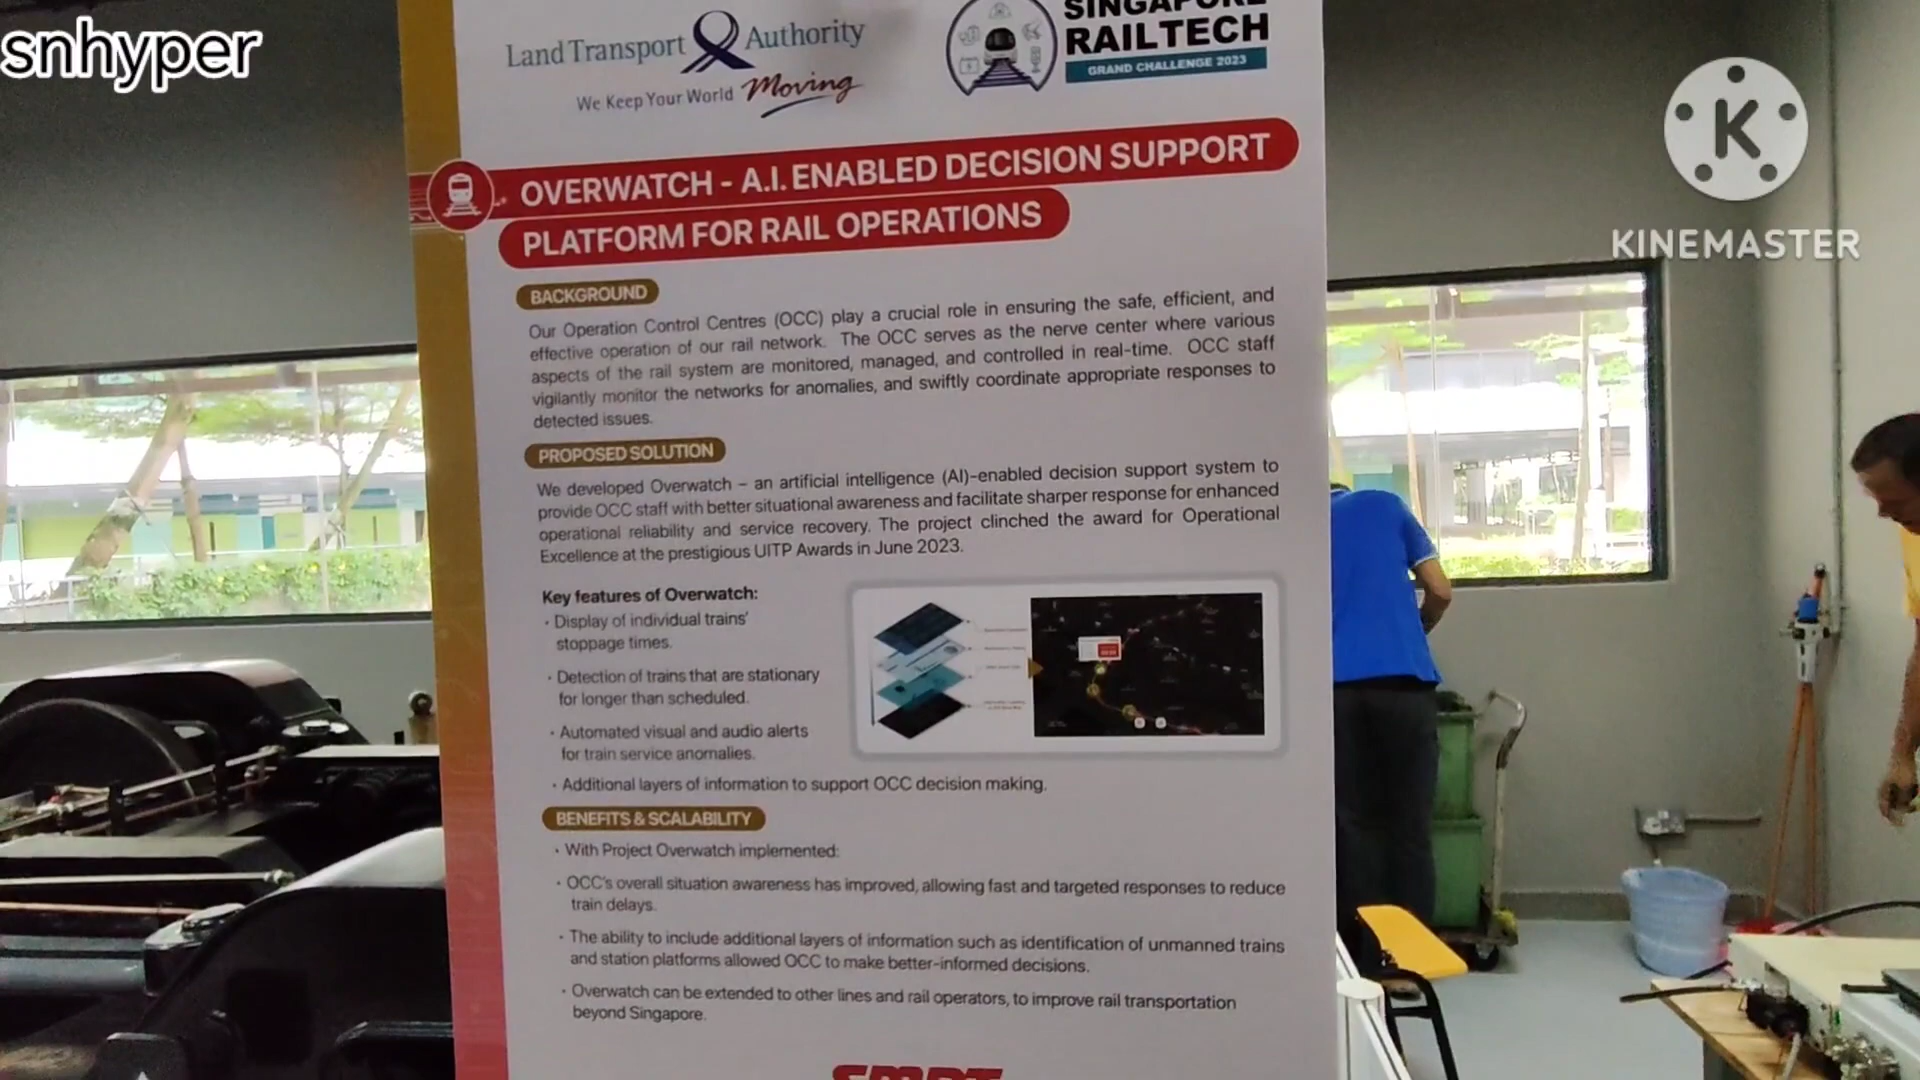 snhyper
Land Transport Authority
We Keep Your World Moving
SINGAPORE
RAILTECH
GRAND CHALLENGE 2023
K
KINEMASTER
OVERWATCH - A.I. ENABLED DECISION SUPPORT
PLATFORM FOR RAIL OPERATIONS
BACKGROUND
Our Operation Control Centres (OCC) play a crucial role in ensuring the safe, efficient, and
effective operation of our rail network. The OCC serves as the nerve center where various
aspects of the rail system are monitored, managed, and controlled in real-time. OCC staff
vigilantly monitor the networks for anomalies, and swiftly coordinate appropriate responses to
detected issues.
PROPOSED SOLUTION
We developed Overwatch – an artificial intelligence (AI)-enabled decision support system to
provide OCC staff with better situational awareness and facilitate sharper response for enhanced
operational reliability and service recovery. The project clinched the award for Operational
Excellence at the prestigious UITP Awards in June 2023.
Key features of Overwatch:
• Display of individual trains'
stoppage times.
• Detection of trains that are stationary
for longer than scheduled.
• Automated visual and audio alerts
for train service anomalies.
• Additional layers of information to support OCC decision making.
BENEFITS & SCALABILITY
• With Project Overwatch implemented:
• OCC's overall situation awareness has improved, allowing fast and targeted responses to reduce
train delays.
• The ability to include additional layers of information such as identification of unmanned trains
and station platforms allowed OCC to make better-informed decisions.
• Overwatch can be extended to other lines and rail operators, to improve rail transportation
beyond Singapore.
SMRT